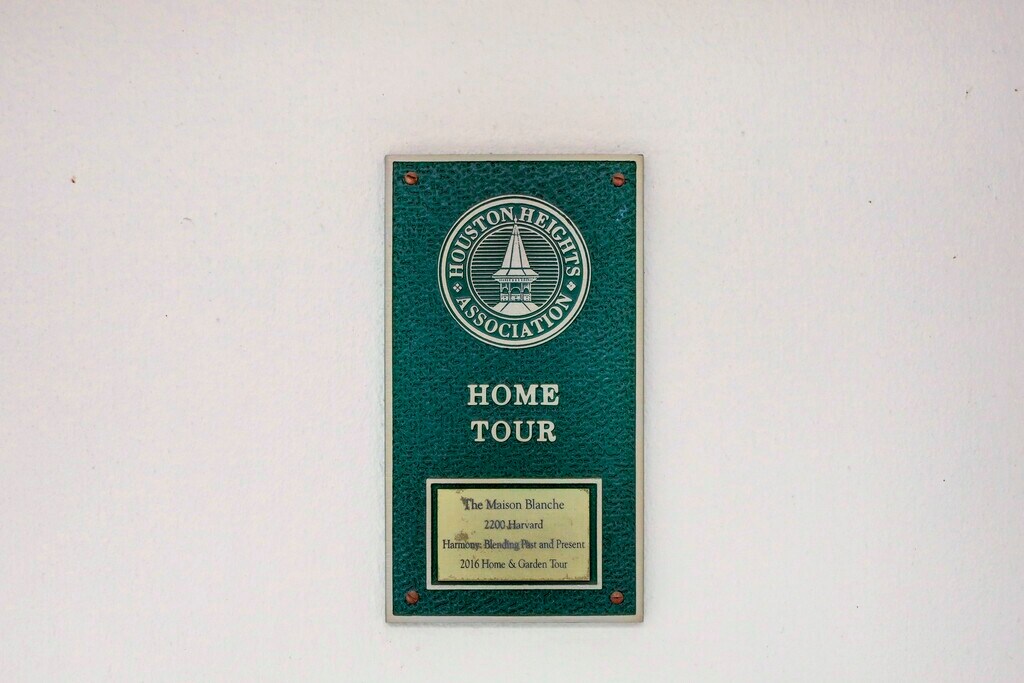 HOUSTON HEIGHTS
ASSOCIATION
HOME
TOUR
The Maison Blanche
2200 Harvard
Harmony: Blending Past and Present
2016 Home & Garden Tour